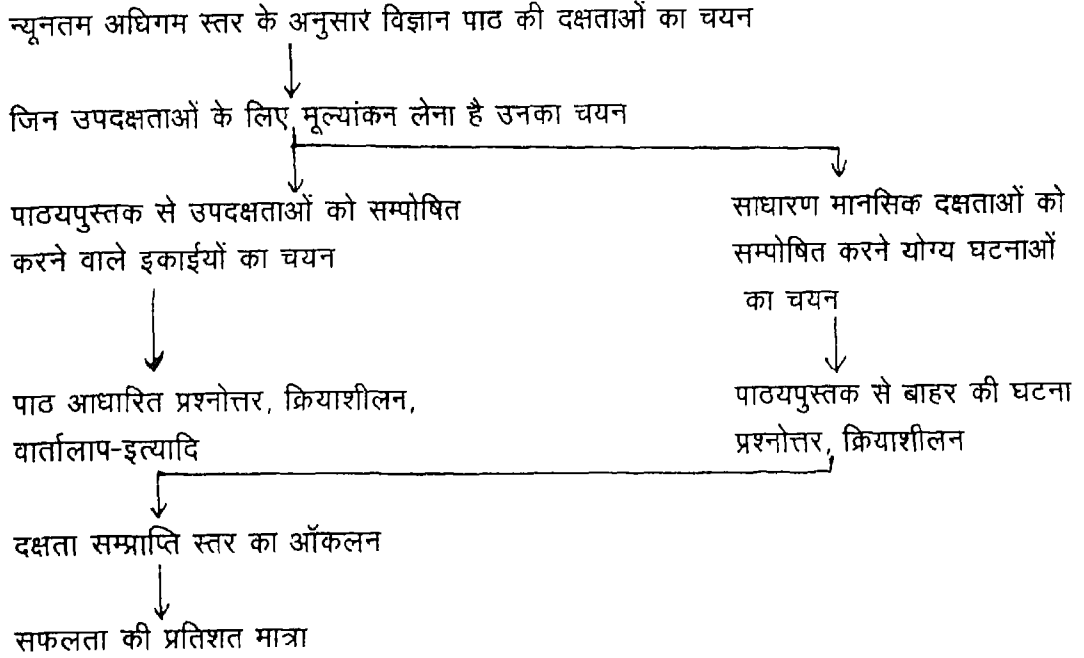 न्यूनतम अधिगम स्तर के अनुसार विज्ञान पाठ की दक्षताओं का चयन
जिन उपदक्षताओं के लिए मूल्यांकन लेना है उनका चयन
पाठयपुस्तक से उपदक्षताओं को सम्पोषित
करने वाले इकाईयों का चयन
साधारण मानसिक दक्षताओं को
सम्पोषित करने योग्य घटनाओं
का चयन
पाठ आधारित प्रश्नोत्तर, क्रियाशीलन,
वार्तालाप-इत्यादि
पाठयपुस्तक से बाहर की घटना
प्रश्नोत्तर, क्रियाशीलन
दक्षता सम्प्राप्ति स्तर का ऑकलन
सफलता की प्रतिशत मात्रा